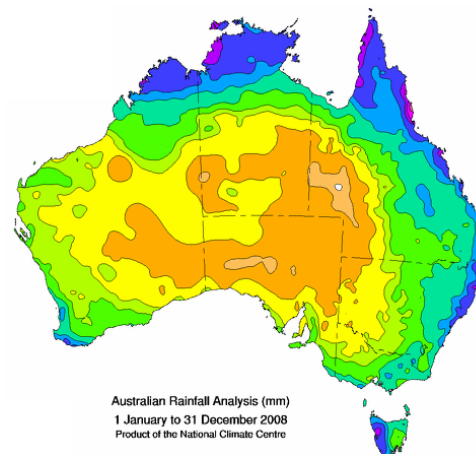 Australian Rainfall Analysis (mm)
1 January to 31 December 2008
Product of the National Climate Centre